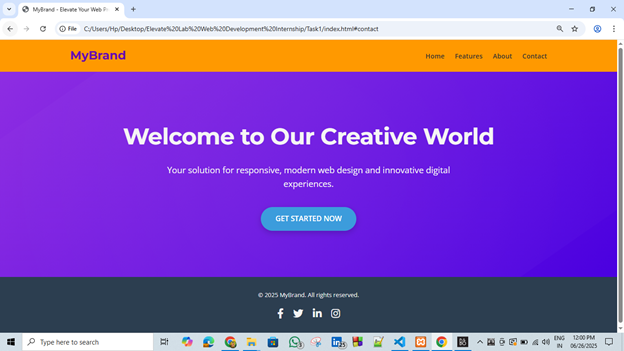 MyBrand - Elevate Your Web P
File
C:/Users/Hp/Desktop/Elevate%20Lab%20Web%20Development%20Internship/Task1/index.html#contact
MyBrand
Home Features About Contact
Welcome to Our Creative World
Your solution for responsive, modern web design and innovative digital
experiences.
GET STARTED NOW
© 2025 MyBrand. All rights reserved.
Type here to search
ENG
IN
12:00 PM
06/26/2025